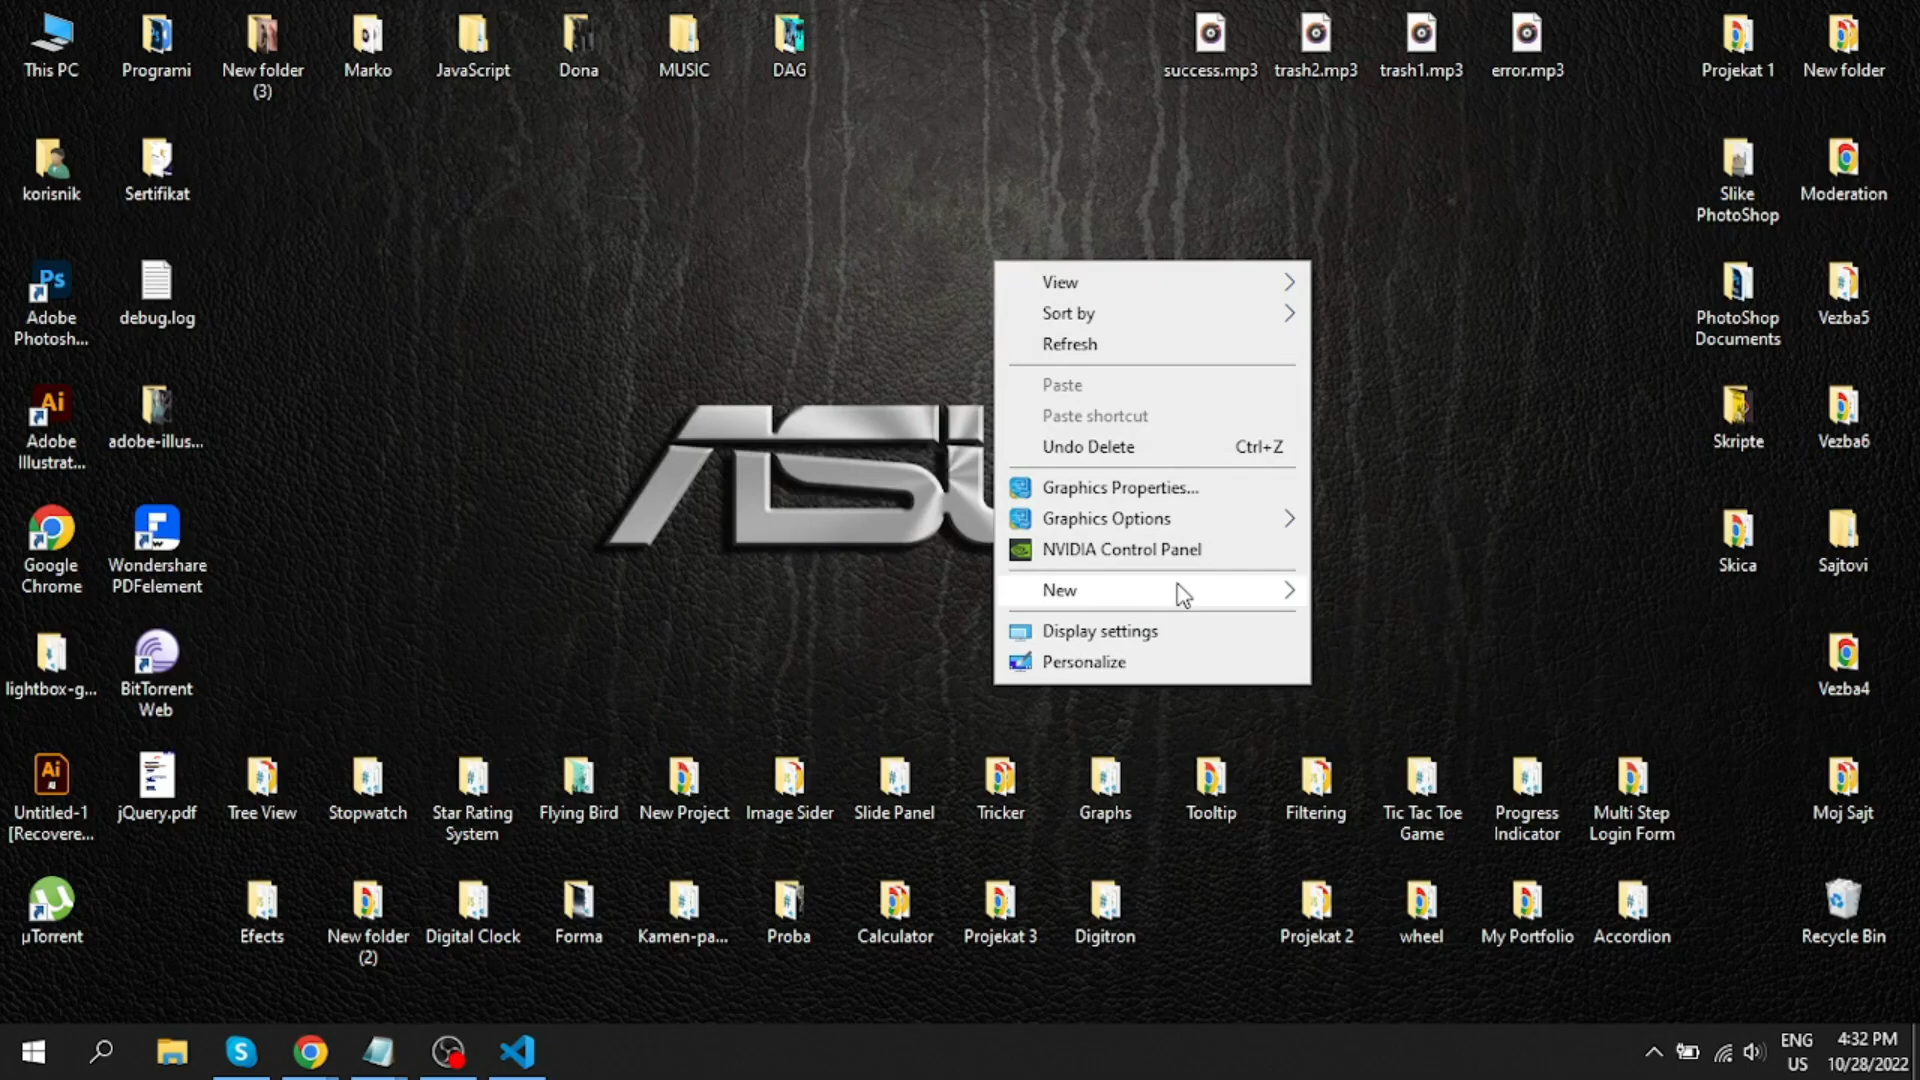 This PC
Programi
New folder
(3)
Marko
JavaScript
Dona
MUSIC
DAG
success.mp3
trash2.mp3
trash1.mp3
error.mp3
Projekat 1
New folder
korisnik
Sertifikat
Slike
PhotoShop
Moderation
Ps
Adobe
Photosh...
debug.log
PhotoShop
Documents
Vezba5
Ai
Adobe
Illustrat...
adobe-illus...
Skripte
Vezba6
Google
Chrome
Wondershare
PDFelement
Skica
Sajtovi
lightbox-g...
BitTorrent
Web
Vezba4
ASU
View
Sort by
Refresh
Paste
Paste shortcut
Undo Delete Ctrl+Z
Graphics Properties...
Graphics Options
NVIDIA Control Panel
New
Display settings
Personalize
Ai
Untitled-1
[Recovere...
jQuery.pdf
Tree View
Stopwatch
Star Rating
System
Flying Bird
New Project
Image Sider
Slide Panel
Tricker
Graphs
Tooltip
Filtering
Tic Tac Toe
Game
Progress
Indicator
Multi Step
Login Form
Moj Sajt
µTorrent
Efects
New folder
(2)
Digital Clock
Forma
Kamen-pa...
Proba
Calculator
Projekat 3
Digitron
Projekat 2
wheel
My Portfolio
Accordion
Recycle Bin
ENG
US
4:32 PM
10/28/2022